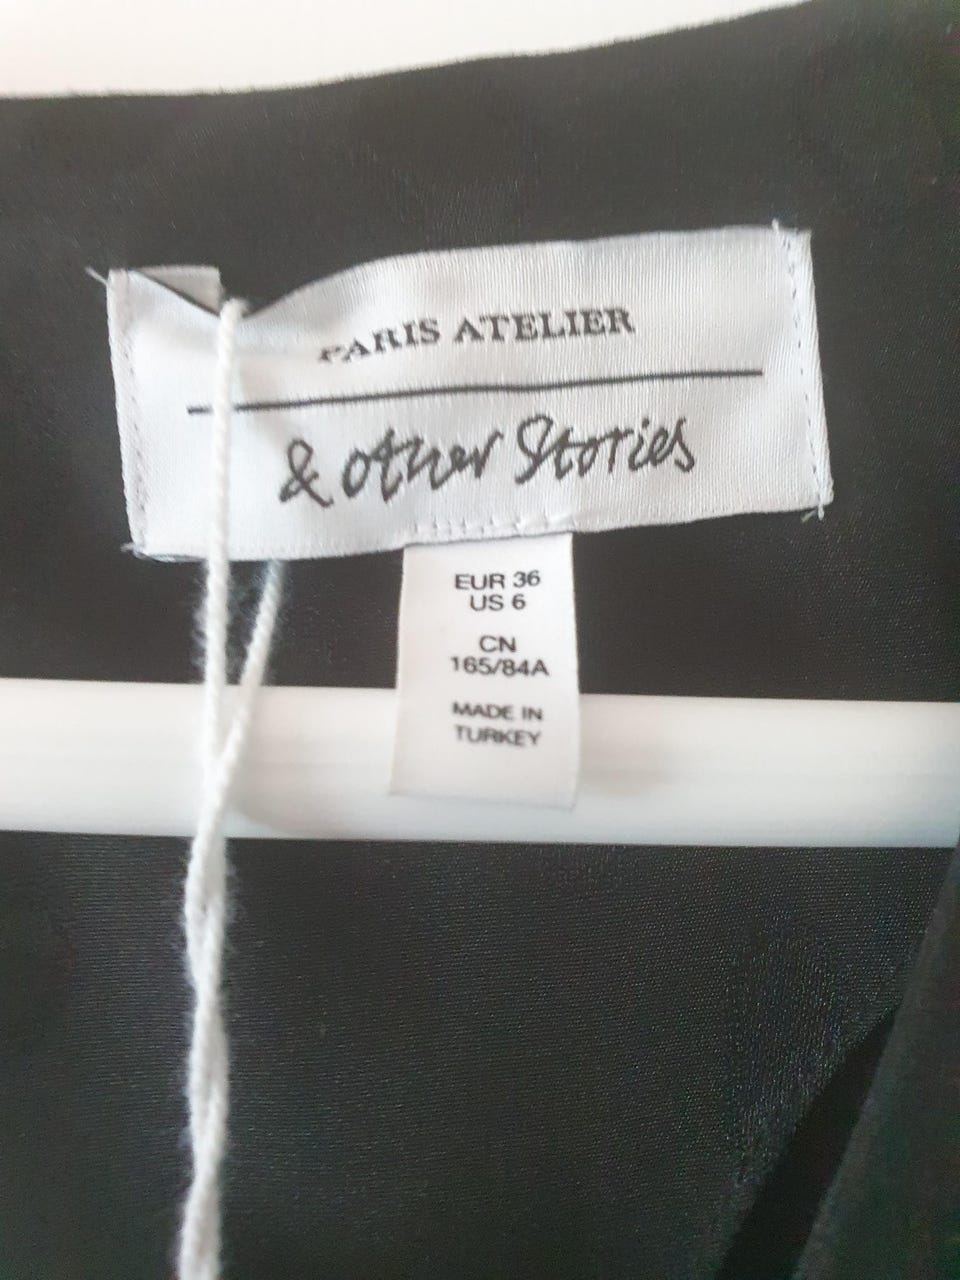 PARIS ATELIER
& other Stories
EUR 36
US 6
CN
165/84A
MADE IN
TURKEY